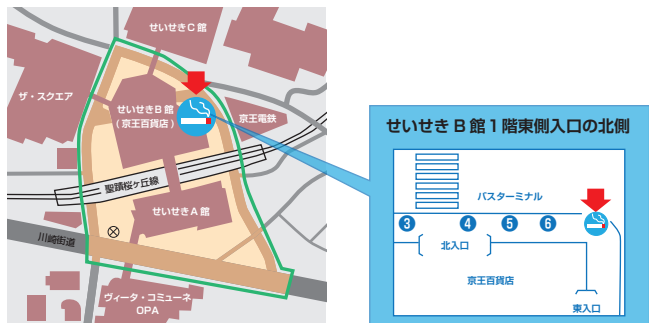 せいせきC館
ザ・スクエア
せいせきB館
(京王百貨店)
京王電鉄
聖蹟桜ヶ丘線
せいせきA館
川崎街道
ヴィータ・コミューネ
OPA
せいせきB館1階東側入口の北側
バスターミナル
3 4 5 6
北入口
京王百貨店
東入口